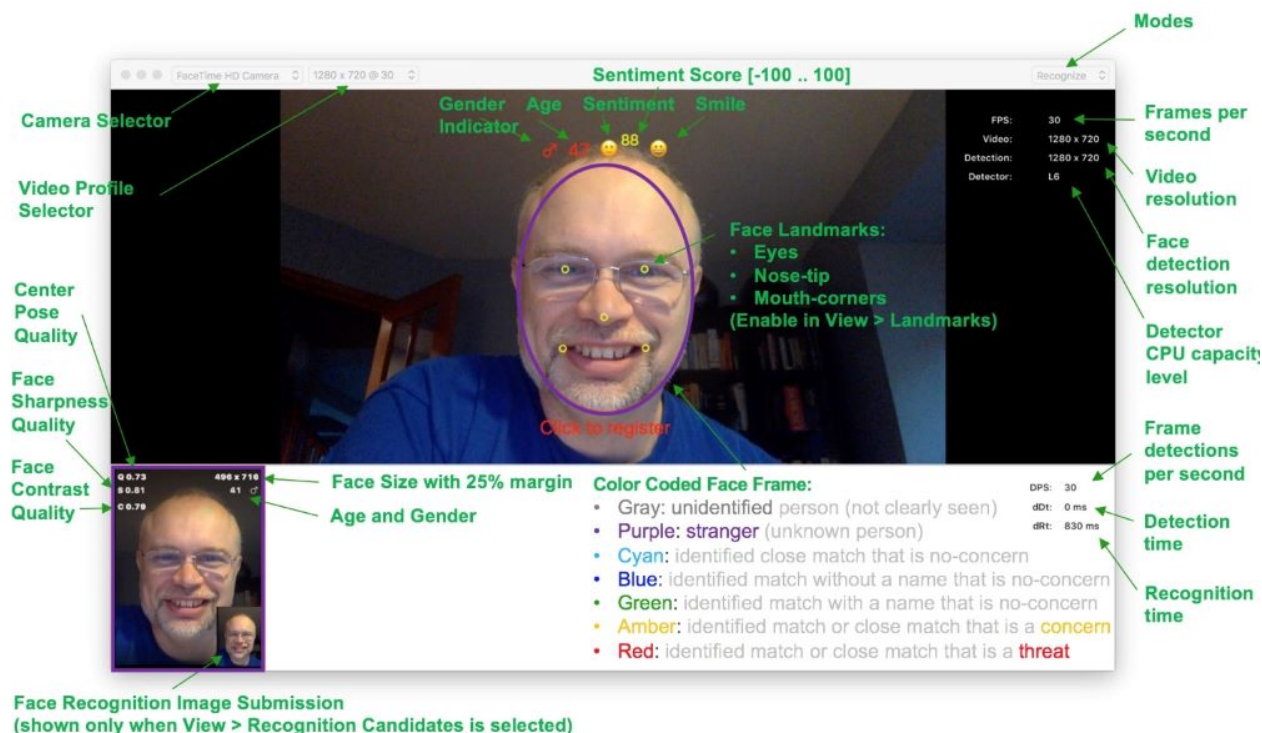 Modes
FaceTime HD Camera
1280 x 720 @ 30
Sentiment Score [-100 .. 100]
Recognize
Camera Selector
Gender
Indicator
Age
Sentiment
Smile
♂ 47 88
FPS: 30
Video: 1280 x 720
Detection: 1280 x 720
Detector: L6
Frames per
second
Video Profile
Selector
Video
resolution
Face Landmarks:
• Eyes
• Nose-tip
• Mouth-corners
(Enable in View > Landmarks)
Face
detection
resolution
Center
Pose
Quality
Detector
CPU capacity
level
Face
Sharpness
Quality
Click to register
Frame
detections
per second
Face
Contrast
Quality
Q 0.73 496 x 716
S 0.81 41 ♂
C 0.79
Face Size with 25% margin
Age and Gender
Color Coded Face Frame:
• Gray: unidentified person (not clearly seen)
• Purple: stranger (unknown person)
• Cyan: identified close match that is no-concern
• Blue: identified match without a name that is no-concern
• Green: identified match with a name that is no-concern
• Amber: identified match or close match that is a concern
• Red: identified match or close match that is a threat
DPS: 30
dDt: 0 ms
dRt: 830 ms
Detection
time
Recognition
time
Face Recognition Image Submission
(shown only when View > Recognition Candidates is selected)